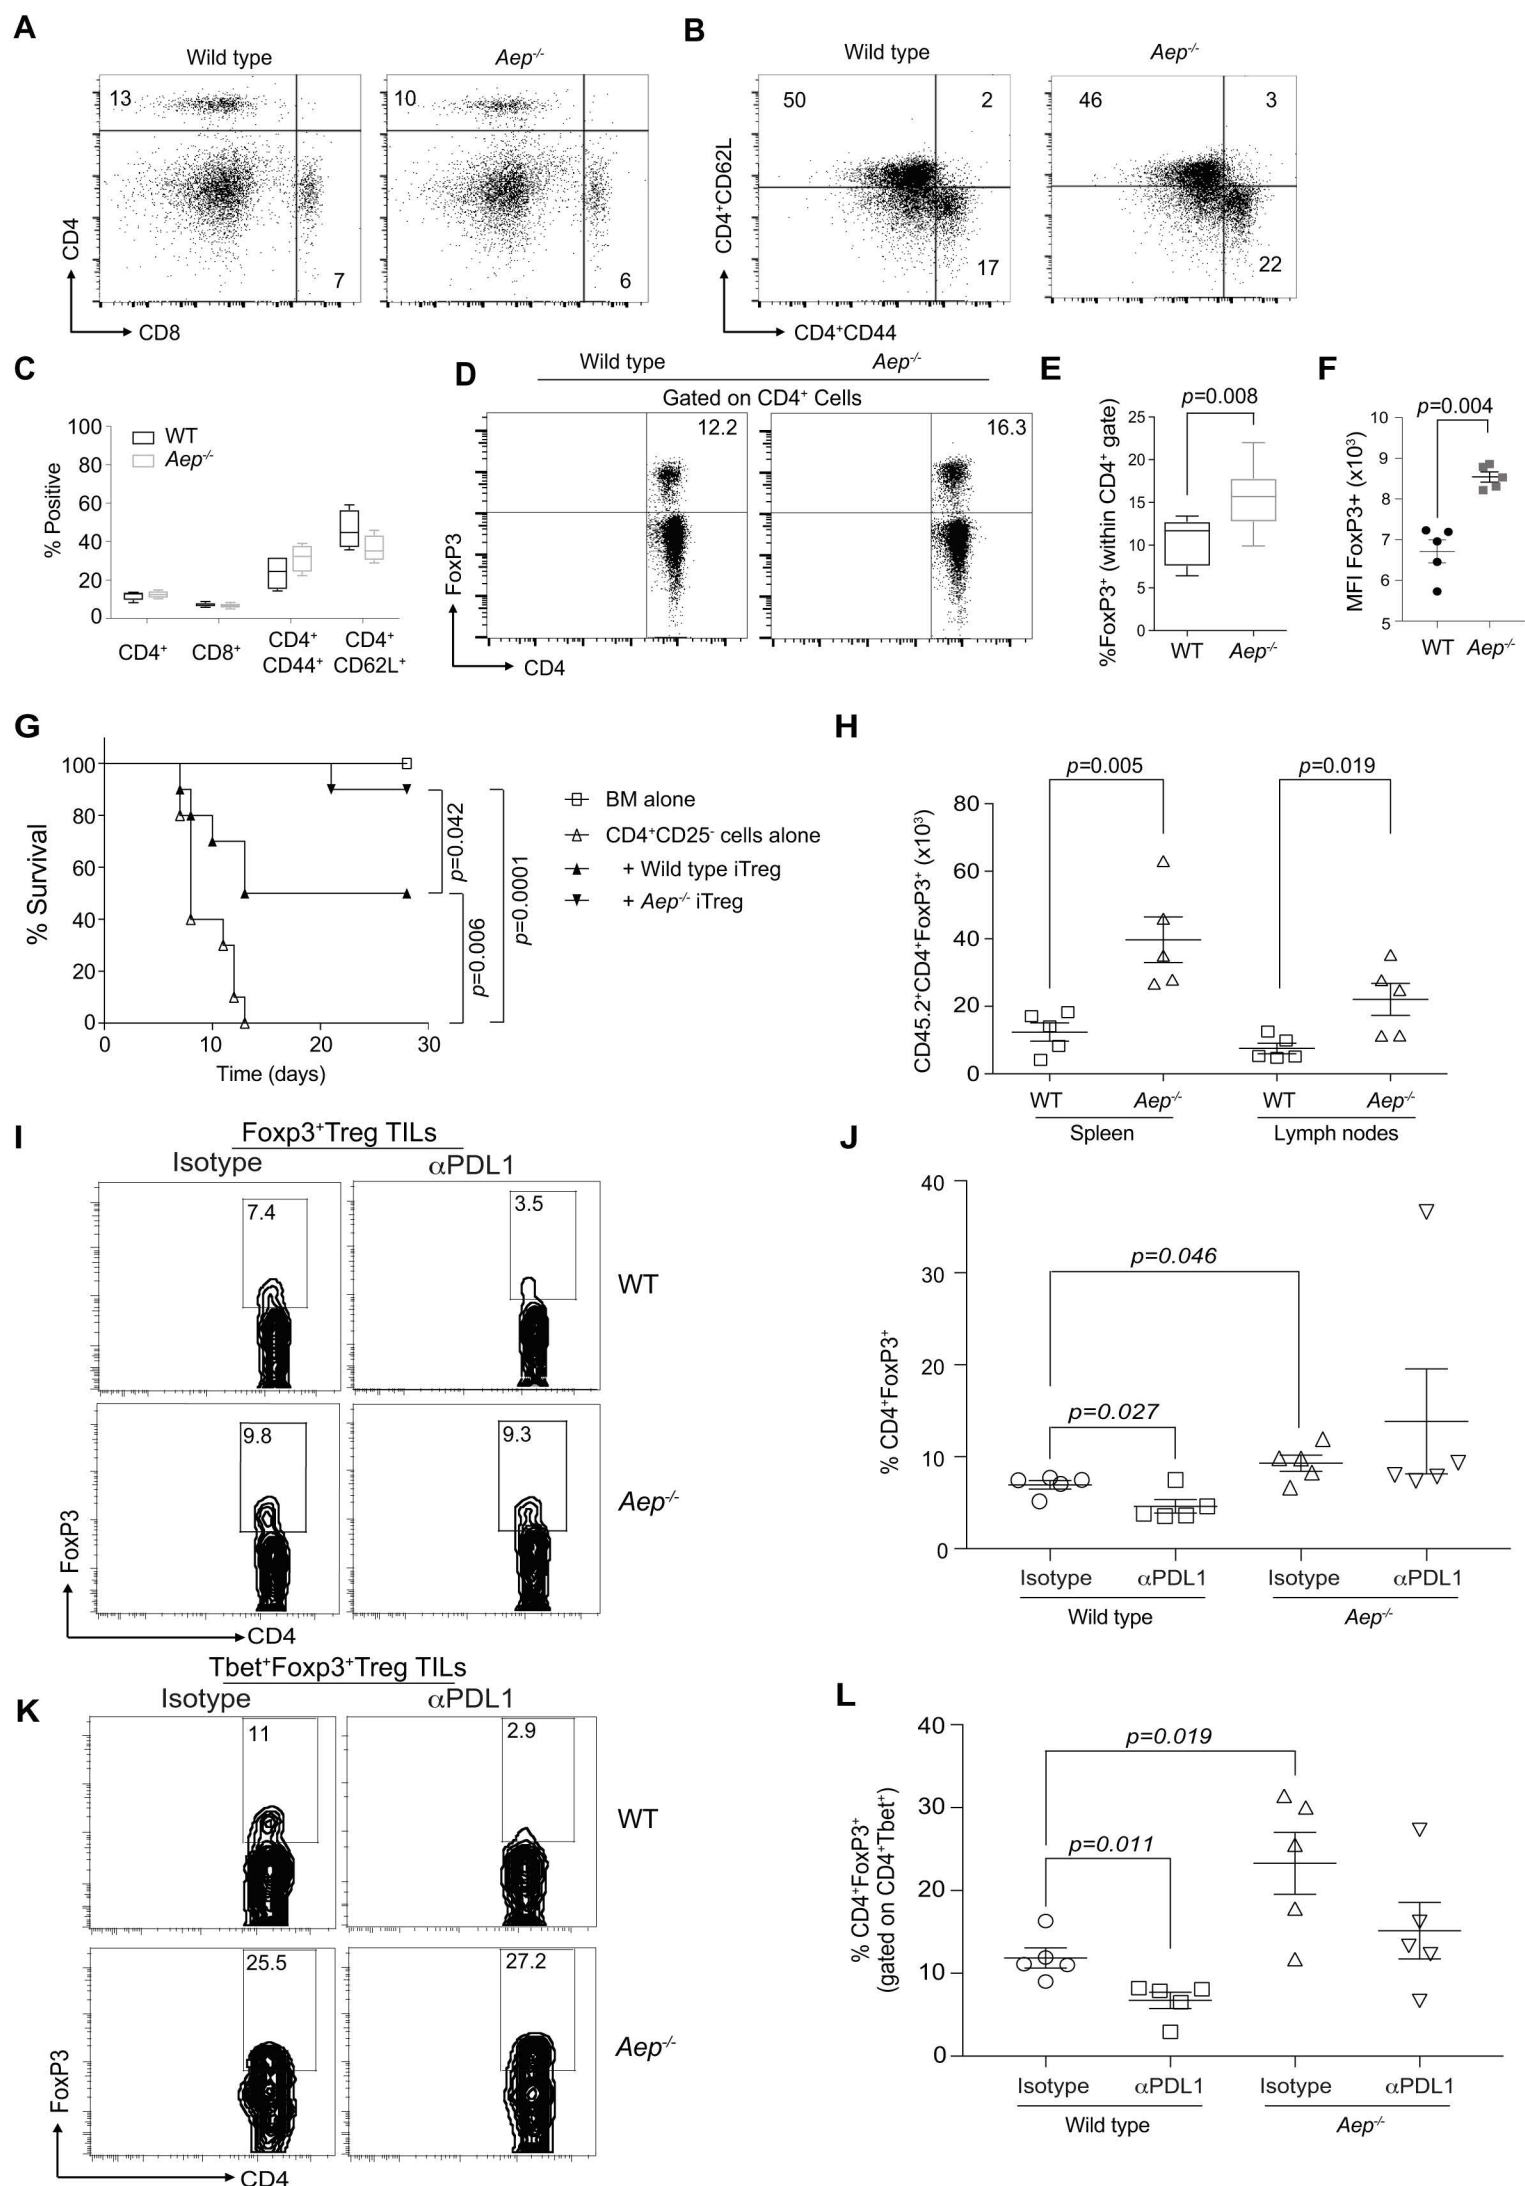 A
Wild type
Aep-/-
13
10
7
6
CD4
CD8
B
Wild type
Aep-/-
50
2
46
3
17
22
CD4+CD62L
CD4+CD44
C
100
80
60
40
20
0
% Positive
WT
Aep-/-
CD4+
CD8+
CD4+
CD44+
CD4+
CD62L+
D
Wild type
Aep-/-
Gated on CD4+ Cells
12.2
16.3
FoxP3
CD4
E
p=0.008
25
20
15
10
5
0
%FoxP3+ (within CD4+ gate)
WT
Aep-/-
F
p=0.004
10
9
8
7
6
5
MFI FoxP3+ (x10³)
WT
Aep-/-
G
100
80
60
40
20
0
% Survival
0
10
20
30
Time (days)
p=0.042
p=0.006
p=0.0001
BM alone
CD4+CD25- cells alone
+ Wild type iTreg
+ Aep-/- iTreg
H
p=0.005
p=0.019
80
60
40
20
0
CD45.2+CD4+FoxP3+ (x10³)
WT
Aep-/-
WT
Aep-/-
Spleen
Lymph nodes
I
Foxp3+Treg TILs
Isotype
αPDL1
7.4
3.5
WT
9.8
9.3
Aep-/-
FoxP3
CD4
J
40
30
20
10
0
% CD4+FoxP3+
p=0.046
p=0.027
Isotype
αPDL1
Isotype
αPDL1
Wild type
Aep-/-
K
Tbet+Foxp3+Treg TILs
Isotype
αPDL1
11
2.9
WT
25.5
27.2
Aep-/-
FoxP3
CD4
L
40
30
20
10
0
% CD4+FoxP3+
(gated on CD4+Tbet+)
p=0.019
p=0.011
Isotype
αPDL1
Isotype
αPDL1
Wild type
Aep-/-